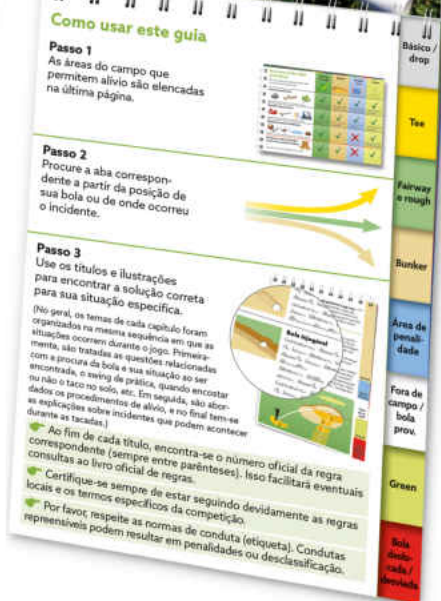 Como usar este guia
Passo 1
As áreas do campo que
permitem alívio são elencadas
na última página.
Passo 2
Procure a aba correspon-
dente a partir da posição de
sua bola ou de onde ocorreu
o incidente.
Passo 3
Use os títulos e ilustrações
para encontrar a solução correta
para sua situação específica.
(No geral, os temas de cada capítulo foram
organizados na mesma sequência em que as
situações ocorrem durante o jogo. Primeira-
mente, são tratadas as questões relacionadas
com a procura da bola e sua situação ao ser
encontrada, o swing de prática, quando encostar
ou não o taco no solo, etc. Em seguida, são abor-
dados os procedimentos de alívio, e no final tem-se
as explicações sobre incidentes que podem acontecer
durante as tacadas.)
Bola injogável
Ao fim de cada título, encontra-se o número oficial da regra
correspondente (sempre entre parênteses). Isso facilitará eventuais
consultas ao livro oficial de regras.
Certifique-se sempre de estar seguindo devidamente as regras
locais e os termos específicos da competição.
Por favor, respeite as normas de conduta (etiqueta). Condutas
repreensíveis podem resultar em penalidades ou desclassificação.
Básico /
drop
Tee
Fairway
e rough
Bunker
Área de
penali-
dade
Fora de
campo /
bola
prov.
Green
Bola
deslo-
cada /
desviada